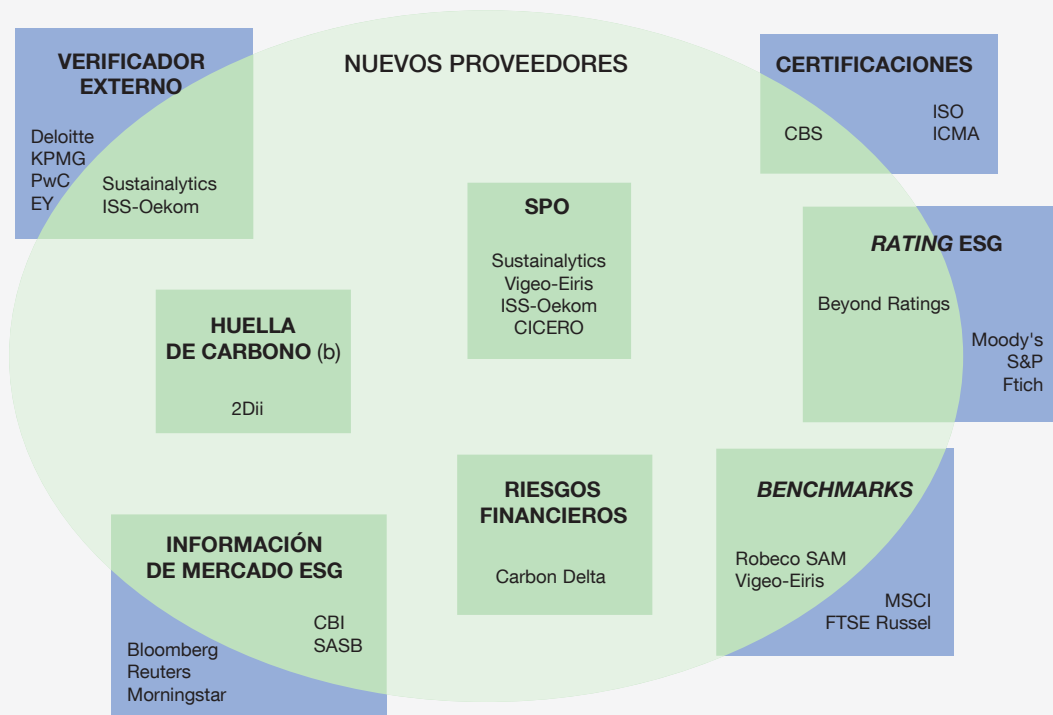 NUEVOS PROVEEDORES
VERIFICADOR
EXTERNO
Deloitte
KPMG
PwC
EY
Sustainalytics
ISS-Oekom
CERTIFICACIONES
CBS
ISO
ICMA
SPO
Sustainalytics
Vigeo-Eiris
ISS-Oekom
CICERO
RATING ESG
Beyond Ratings
Moody's
S&P
Ftich
HUELLA
DE CARBONO (b)
2Dii
RIESGOS
FINANCIEROS
Carbon Delta
BENCHMARKS
Robeco SAM
Vigeo-Eiris
MSCI
FTSE Russel
INFORMACIÓN
DE MERCADO ESG
CBI
SASB
Bloomberg
Reuters
Morningstar